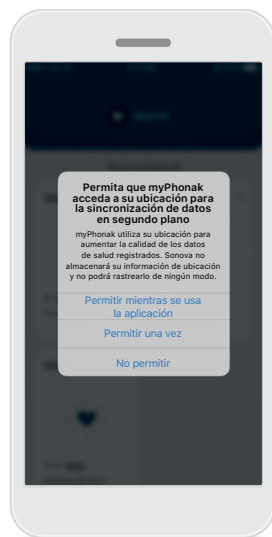 Permita que myPhonak
acceda a su ubicación para
la sincronización de datos
en segundo plano
myPhonak utiliza su ubicación para
aumentar la calidad de los datos
de salud registrados. Sonova no
almacenará su información de ubicación
y no podrá rastrearlo de ningún modo.
Permitir mientras se usa
la aplicación
Permitir una vez
No permitir